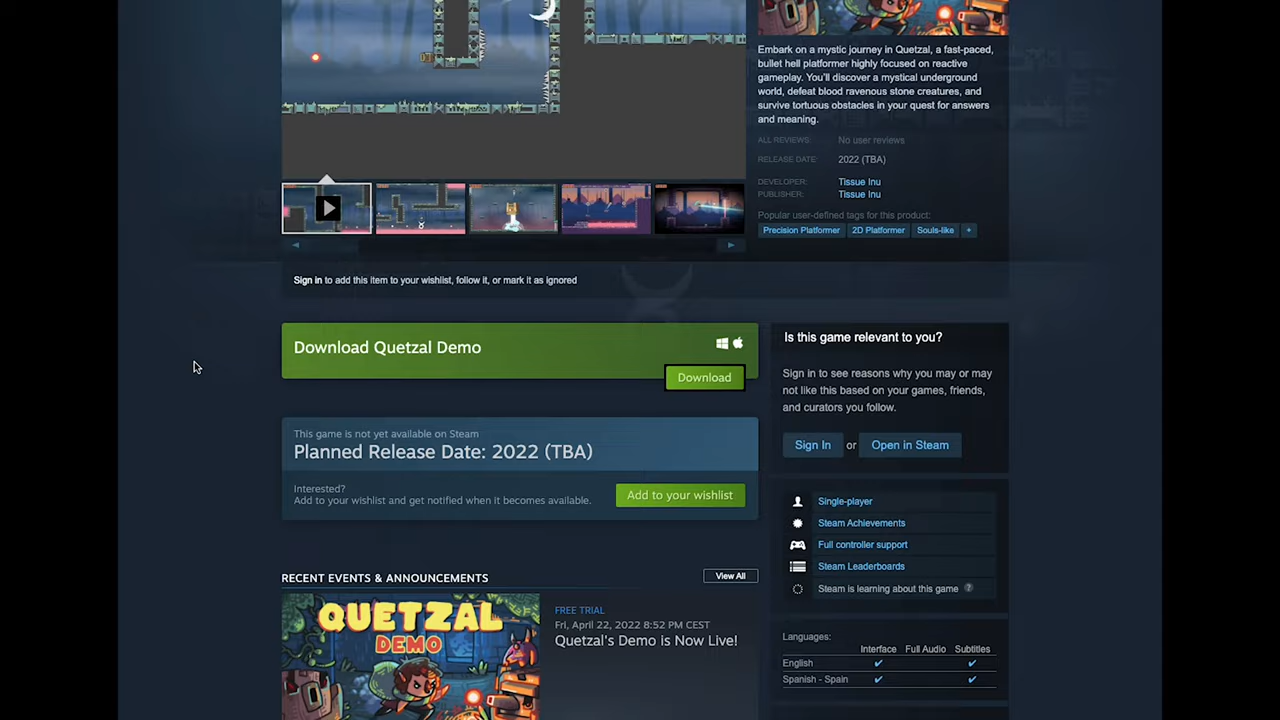 Embark on a mystic journey in Quetzal, a fast-paced,
bullet hell platformer highly focused on reactive
gameplay. You'll discover a mystical underground
world, defeat blood ravenous stone creatures, and
survive tortuous obstacles in your quest for answers
and meaning.
ALL REVIEWS: No user reviews
RELEASE DATE: 2022 (TBA)
DEVELOPER: Tissue Inu
PUBLISHER: Tissue Inu
Popular user-defined tags for this product:
Precision Platformer 2D Platformer Souls-like +
Sign in to add this item to your wishlist, follow it, or mark it as ignored
Download Quetzal Demo
Download
This game is not yet available on Steam
Planned Release Date: 2022 (TBA)
Interested?
Add to your wishlist and get notified when it becomes available.
Add to your wishlist
RECENT EVENTS & ANNOUNCEMENTS
View All
QUETZAL
DEMO
FREE TRIAL
Fri, April 22, 2022 8:52 PM CEST
Quetzal's Demo is Now Live!
Is this game relevant to you?
Sign in to see reasons why you may or may
not like this based on your games, friends,
and curators you follow.
Sign In or Open in Steam
Single-player
Steam Achievements
Full controller support
Steam Leaderboards
Steam is learning about this game ?
Languages:
Interface Full Audio Subtitles
English ✔ ✔
Spanish - Spain ✔ ✔